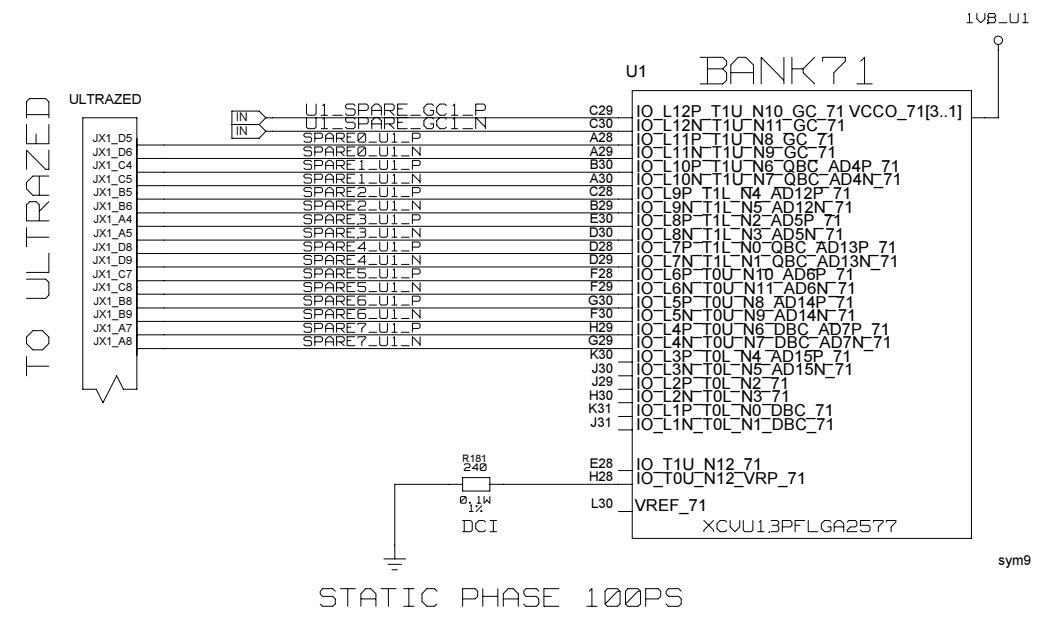 1V8_U1
U1 BANK71
TO ULTRAZED
ULTRAZED
IN U1_SPARE_GC1_P C29 IO_L12P_T1U_N10_GC_71 VCCO_71[3..1]
IN U1_SPARE_GC1_N C30 IO_L12N_T1U_N11_GC_71
JX1_D5 SPARE0_U1_P A28 IO_L11P_T1U_N8_GC_71
JX1_D6 SPARE0_U1_N A29 IO_L11N_T1U_N9_GC_71
JX1_C4 SPARE1_U1_P B30 IO_L10P_T1U_N6_QBC_AD4P_71
JX1_C5 SPARE1_U1_N A30 IO_L10N_T1U_N7_QBC_AD4N_71
JX1_B5 SPARE2_U1_P C28 IO_L9P_T1L_N4_AD12P_71
JX1_B6 SPARE2_U1_N B29 IO_L9N_T1L_N5_AD12N_71
JX1_A4 SPARE3_U1_P E30 IO_L8P_T1L_N2_AD5P_71
JX1_A5 SPARE3_U1_N D30 IO_L8N_T1L_N3_AD5N_71
JX1_D8 SPARE4_U1_P D28 IO_L7P_T1L_N0_QBC_AD13P_71
JX1_D9 SPARE4_U1_N D29 IO_L7N_T1L_N1_QBC_AD13N_71
JX1_C7 SPARE5_U1_P F28 IO_L6P_T0U_N10_AD6P_71
JX1_C8 SPARE5_U1_N F29 IO_L6N_T0U_N11_AD6N_71
JX1_B8 SPARE6_U1_P G30 IO_L5P_T0U_N8_AD14P_71
JX1_B9 SPARE6_U1_N F30 IO_L5N_T0U_N9_AD14N_71
JX1_A7 SPARE7_U1_P H29 IO_L4P_T0U_N6_DBC_AD7P_71
JX1_A8 SPARE7_U1_N G29 IO_L4N_T0U_N7_DBC_AD7N_71
K30 IO_L3P_T0L_N4_AD15P_71
J30 IO_L3N_T0L_N5_AD15N_71
J29 IO_L2P_T0L_N2_71
H30 IO_L2N_T0L_N3_71
K31 IO_L1P_T0L_N0_DBC_71
J31 IO_L1N_T0L_N1_DBC_71
E28 IO_T1U_N12_71
H28 IO_T0U_N12_VRP_71
R181
240
0.1W
1%
DCI
L30 VREF_71
XCVU13PFLGA2577
sym9
STATIC PHASE 100PS